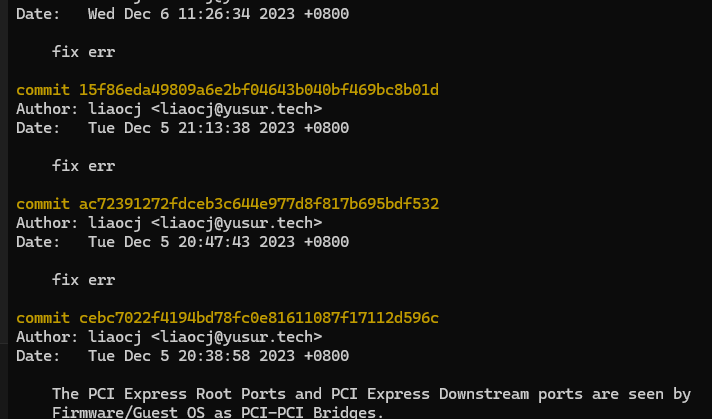 Date:   Wed Dec 6 11:26:34 2023 +0800
fix err
commit 15f86eda49809a6e2bf04643b040bf469bc8b01d
Author: liaocj <liaocj@yusur.tech>
Date:   Tue Dec 5 21:13:38 2023 +0800
fix err
commit ac72391272fdceb3c644e977d8f817b695bdf532
Author: liaocj <liaocj@yusur.tech>
Date:   Tue Dec 5 20:47:43 2023 +0800
fix err
commit cebc7022f4194bd78fc0e81611087f17112d596c
Author: liaocj <liaocj@yusur.tech>
Date:   Tue Dec 5 20:38:58 2023 +0800
The PCI Express Root Ports and PCI Express Downstream ports are seen by
Firmware/Guest OS as PCI-PCI Bridges.